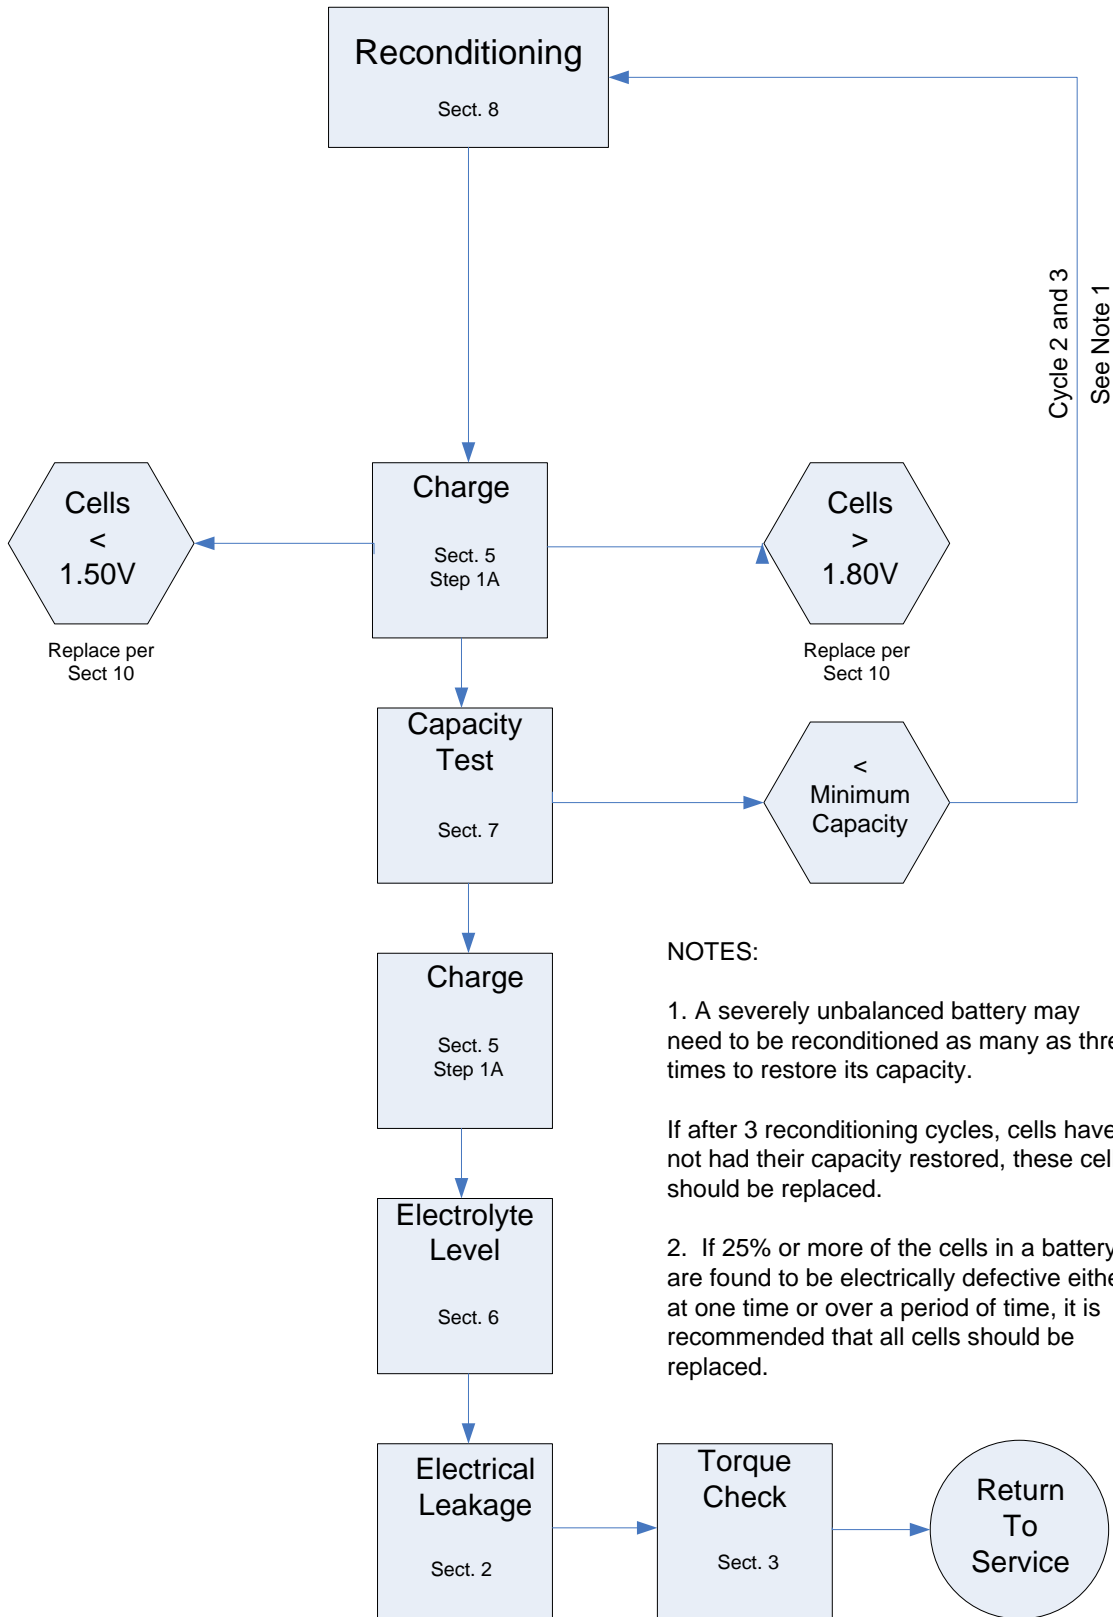 Reconditioning
Sect. 8
Cycle 2 and 3
See Note 1
Cells
<
1.50V
Replace per
Sect 10
Charge
Sect. 5
Step 1A
Cells
>
1.80V
Replace per
Sect 10
Capacity
Test
Sect. 7
<
Minimum
Capacity
Charge
Sect. 5
Step 1A
NOTES:
1. A severely unbalanced battery may
need to be reconditioned as many as thre
times to restore its capacity.
If after 3 reconditioning cycles, cells have
not had their capacity restored, these cel
should be replaced.
2. If 25% or more of the cells in a battery
are found to be electrically defective eithe
at one time or over a period of time, it is
recommended that all cells should be
replaced.
Electrolyte
Level
Sect. 6
Electrical
Leakage
Sect. 2
Torque
Check
Sect. 3
Return
To
Service